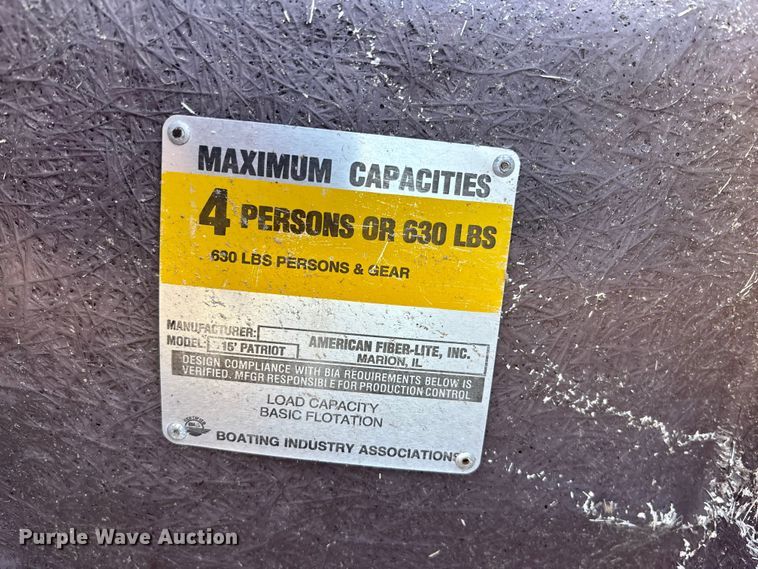 MAXIMUM CAPACITIES
4 PERSONS OR 630 LBS
630 LBS PERSONS & GEAR
MANUFACTURER:
MODEL: 16' PATRIOT
AMERICAN FIBER-LITE, INC.
MARION, IL
DESIGN COMPLIANCE WITH BIA REQUIREMENTS BELOW IS
VERIFIED. MFGR RESPONSIBLE FOR PRODUCTION CONTROL
LOAD CAPACITY
BASIC FLOTATION
BOATING INDUSTRY ASSOCIATIONS
Purple Wave Auction